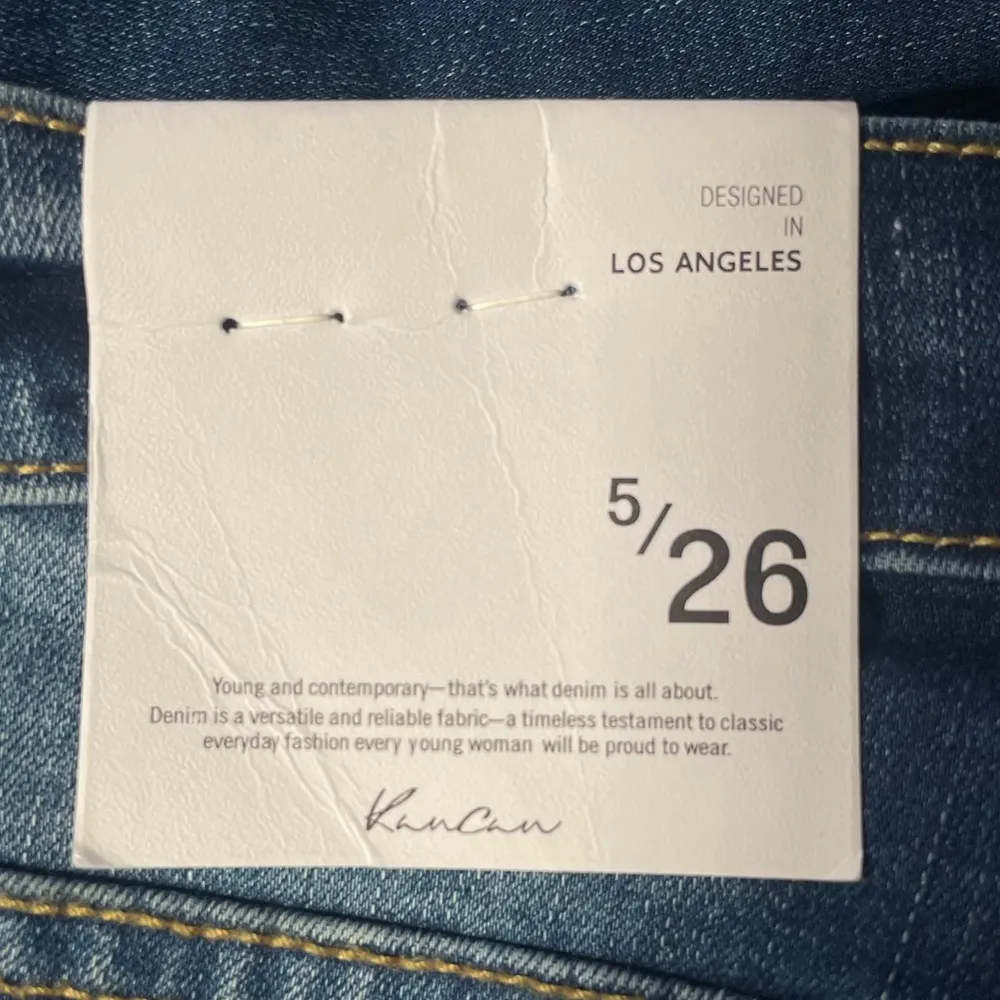 DESIGNED
IN
LOS ANGELES
5/26
Young and contemporary—that's what denim is all about.
Denim is a versatile and reliable fabric—a timeless testament to classic
everyday fashion every young woman will be proud to wear.
KanCan